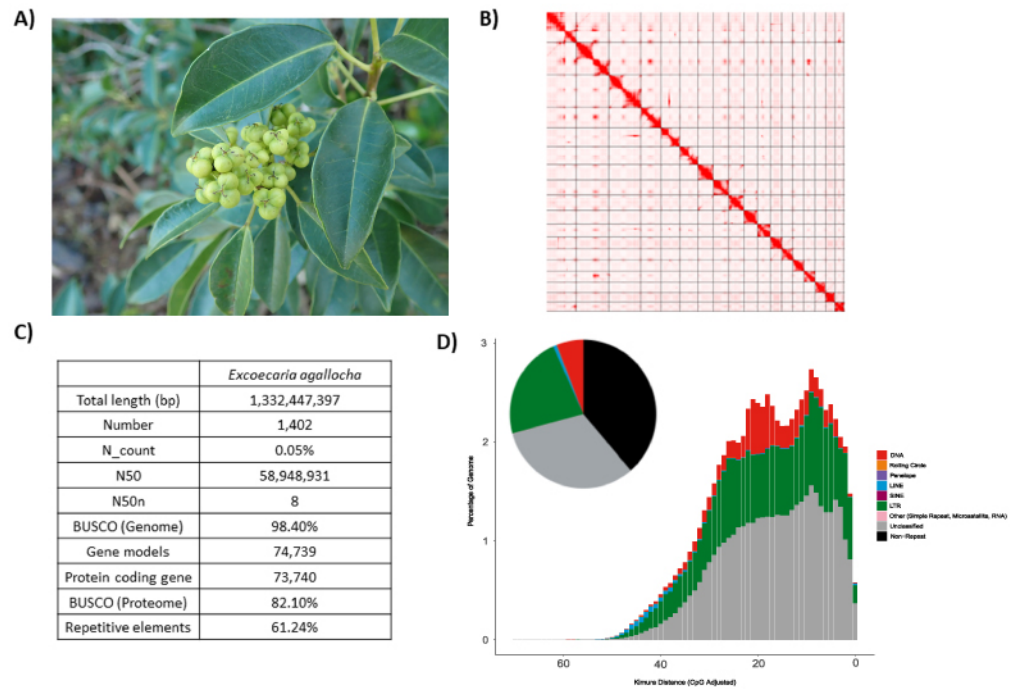 A)
B)
C)
Excoecaria agallocha
Total length (bp) 1,332,447,397
Number 1,402
N_count 0.05%
N50 58,948,931
N50n 8
BUSCO (Genome) 98.40%
Gene models 74,739
Protein coding gene 73,740
BUSCO (Proteome) 82.10%
Repetitive elements 61.24%
D)
3
2
1
0
Percentage of Genome
60
40
20
0
Kimura Distance (CpG Adjusted)
DNA
Rolling Circle
Penelope
LINE
SINE
LTR
Other (Simple Repeat, Microsatellite, RNA)
Unclassified
Non-Repeat